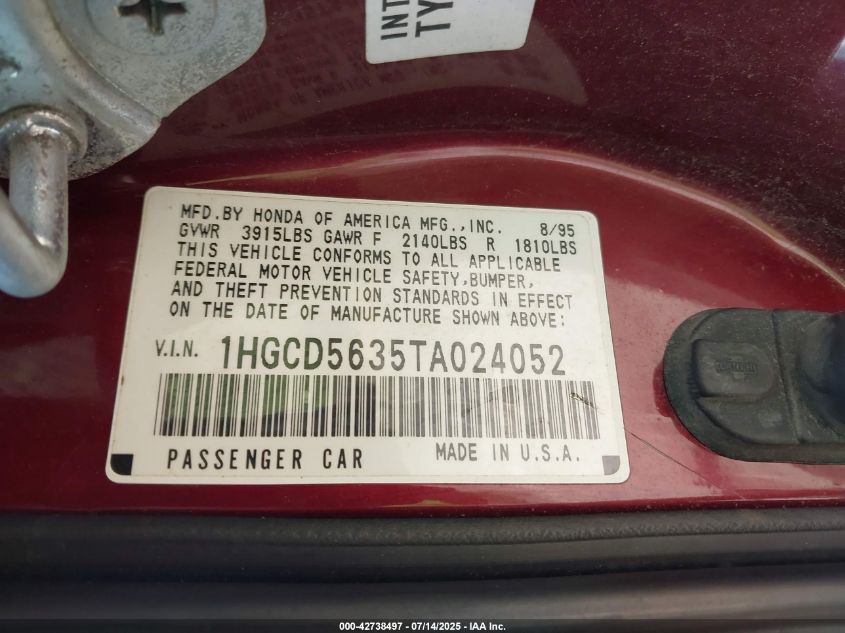 INT
TY
MFD.BY HONDA OF AMERICA MFG.,INC. 8/95
GVWR 3915LBS GAWR F 2140LBS R 1810LBS
THIS VEHICLE CONFORMS TO ALL APPLICABLE
FEDERAL MOTOR VEHICLE SAFETY,BUMPER,
AND THEFT PREVENTION STANDARDS IN EFFECT
ON THE DATE OF MANUFACTURE SHOWN ABOVE:
V.I.N. 1HGCD5635TA024052
PASSENGER CAR MADE IN U.S.A.
000-42738497 - 07/14/2025 - IAA Inc.